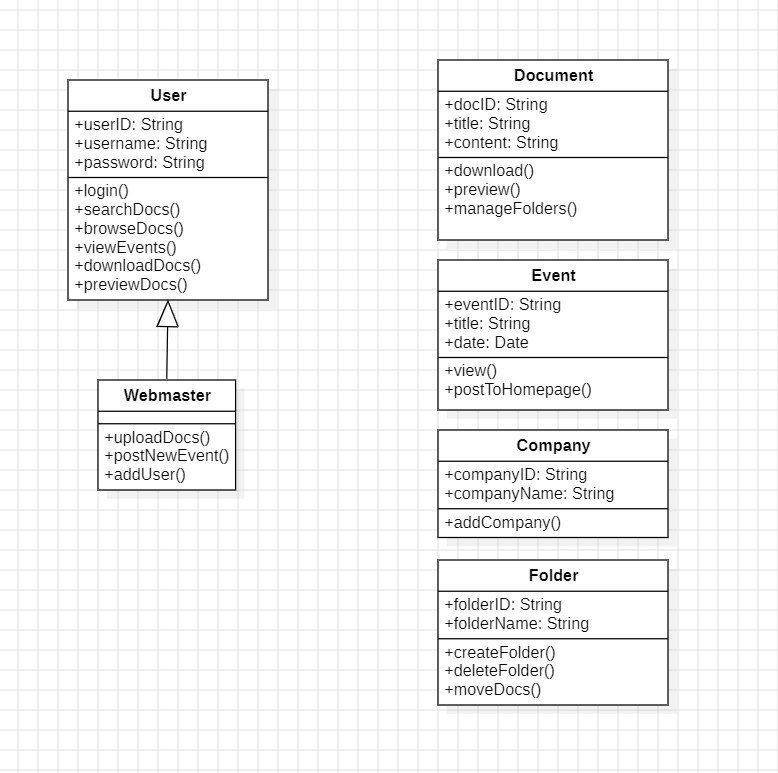 User
+userID: String
+username: String
+password: String
+login()
+searchDocs()
+browseDocs()
+viewEvents()
+downloadDocs()
+previewDocs()
Webmaster
+uploadDocs()
+postNewEvent()
+addUser()
Document
+docID: String
+title: String
+content: String
+download()
+preview()
+manageFolders()
Event
+eventID: String
+title: String
+date: Date
+view()
+postToHomepage()
Company
+companyID: String
+companyName: String
+addCompany()
Folder
+folderID: String
+folderName: String
+createFolder()
+deleteFolder()
+moveDocs()